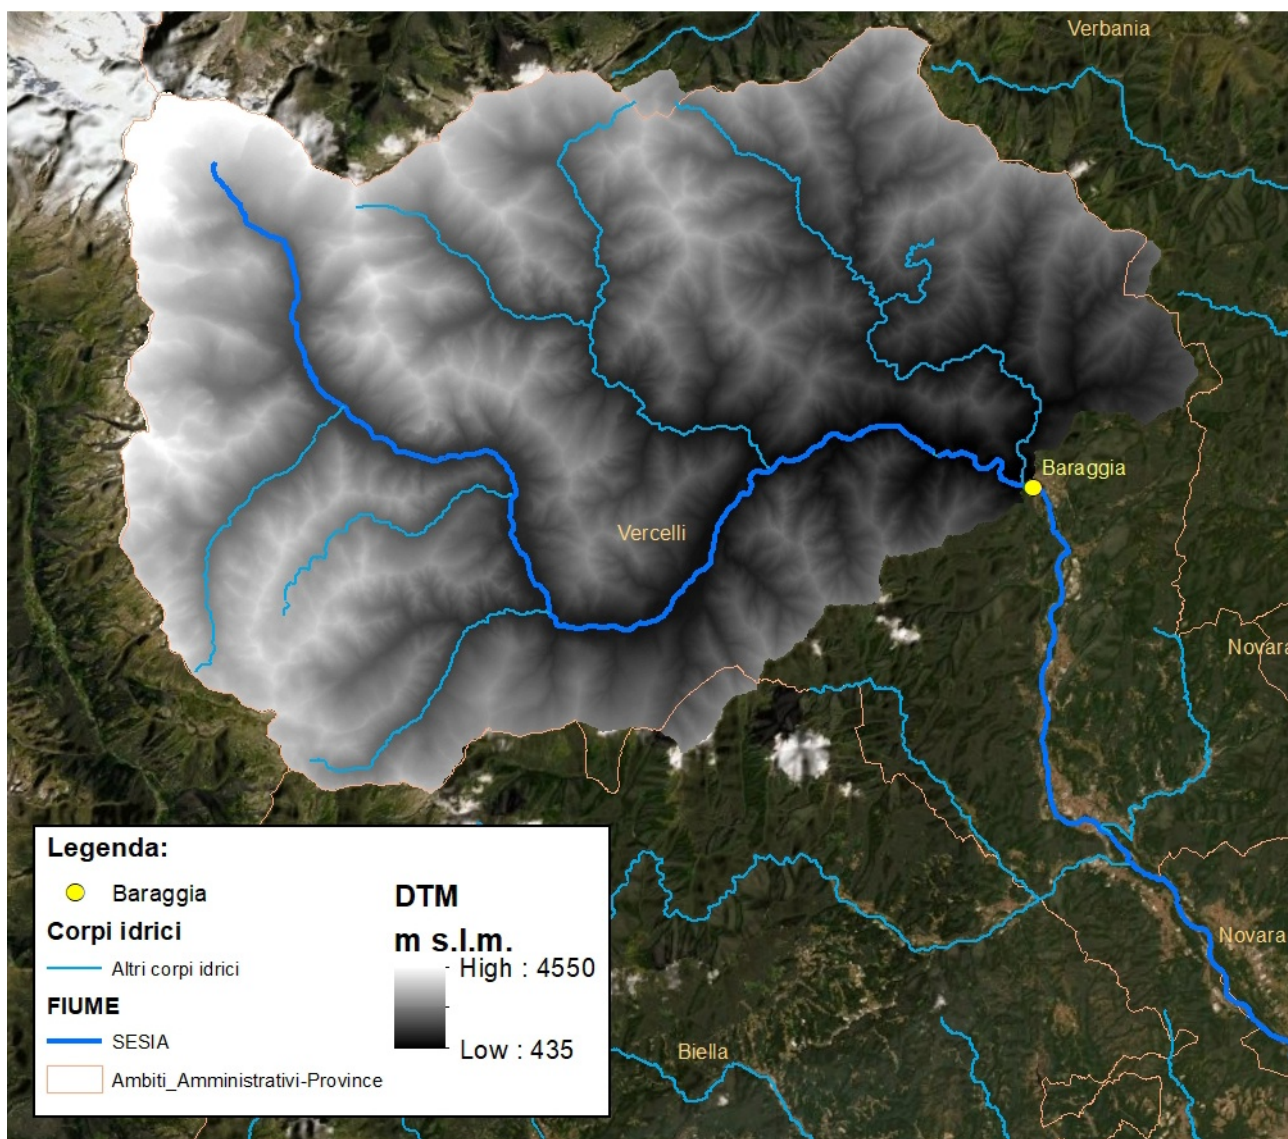 Verbania
Baraggia
Vercelli
Novara
Novara
Biella
Legenda:
Baraggia
Corpi idrici
Altri corpi idrici
FIUME
SESIA
Ambiti_Amministrativi-Province
DTM
m s.l.m.
High : 4550
Low : 435